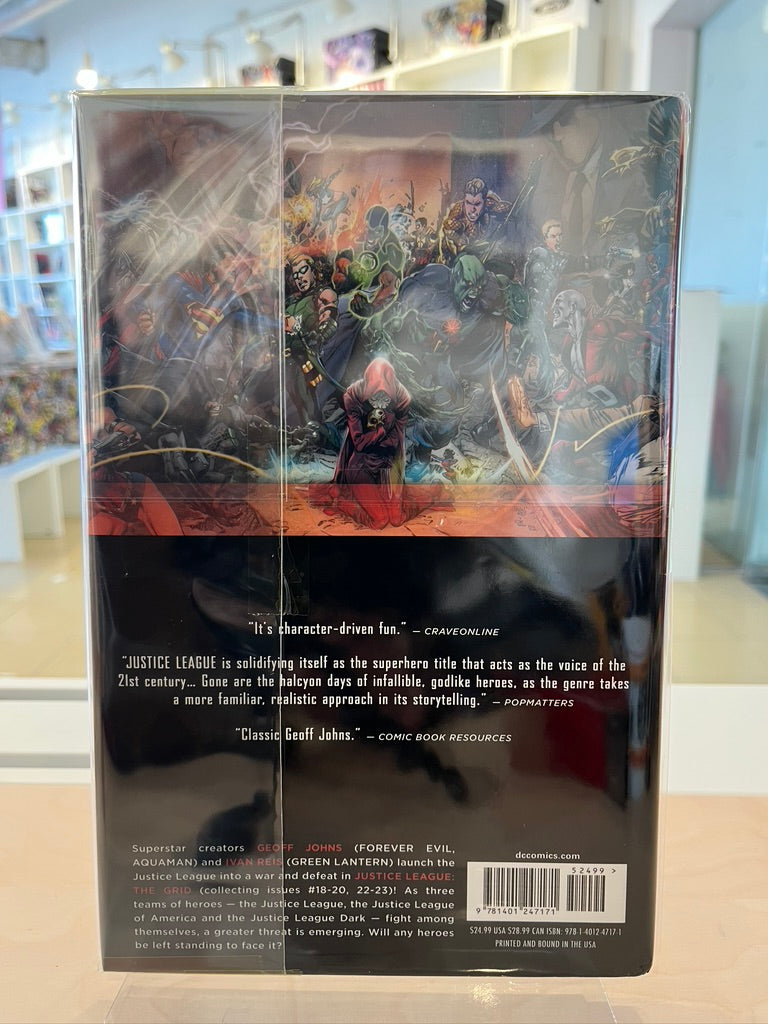 "It's character-driven fun." — CRAVEONLINE
"JUSTICE LEAGUE is solidifying itself as the superhero title that acts as the voice of the
21st century... Gone are the halcyon days of infallible, godlike heroes, as the genre takes
a more familiar, realistic approach in its storytelling." — POPMATTERS
"Classic Geoff Johns." — COMIC BOOK RESOURCES
Superstar creators GEOFF JOHNS (FOREVER EVIL,
AQUAMAN) and IVAN REIS (GREEN LANTERN) launch the
Justice League into a war and defeat in JUSTICE LEAGUE:
THE GRID (collecting issues #18-20, 22-23)! As three
teams of heroes — the Justice League, the Justice League
of America and the Justice League Dark — fight among
themselves, a greater threat is emerging. Will any heroes
be left standing to face it?
dccomics.com
52499 >
9 781401 247171
$24.99 USA $28.99 CAN ISBN: 978-1-4012-4717-1
PRINTED AND BOUND IN THE USA